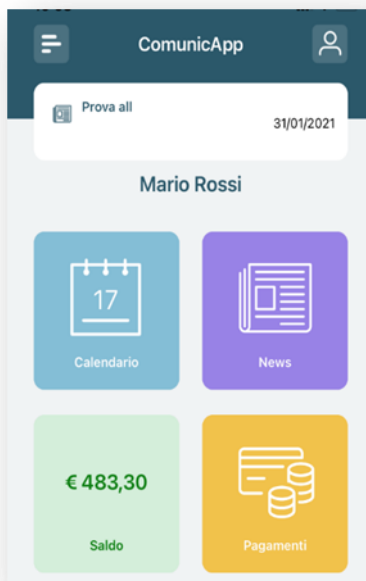 ComunicApp
Prova all
31/01/2021
Mario Rossi
17
Calendario
News
€ 483,30
Saldo
Pagamenti